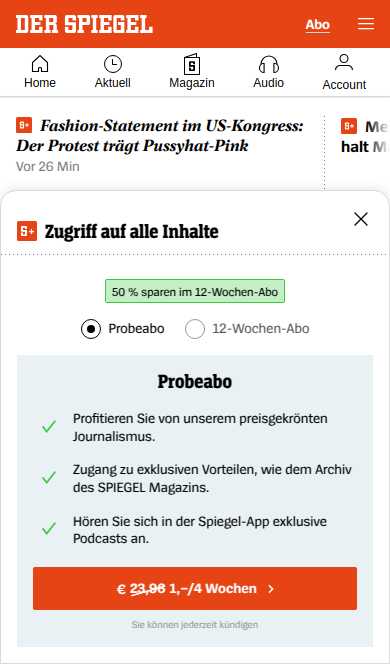 DER SPIEGEL
Abo
Home
Aktuell
Magazin
Audio
Account
S+ Fashion-Statement im US-Kongress:
Der Protest trägt Pussyhat-Pink
Vor 26 Min
S+ Me
halt M
S+ Zugriff auf alle Inhalte
50 % sparen im 12-Wochen-Abo
Probeabo
12-Wochen-Abo
Probeabo
Profitieren Sie von unserem preisgekrönten
Journalismus.
Zugang zu exklusiven Vorteilen, wie dem Archiv
des SPIEGEL Magazins.
Hören Sie sich in der Spiegel-App exklusive
Podcasts an.
€ 23,96 1,–/4 Wochen
Sie können jederzeit kündigen